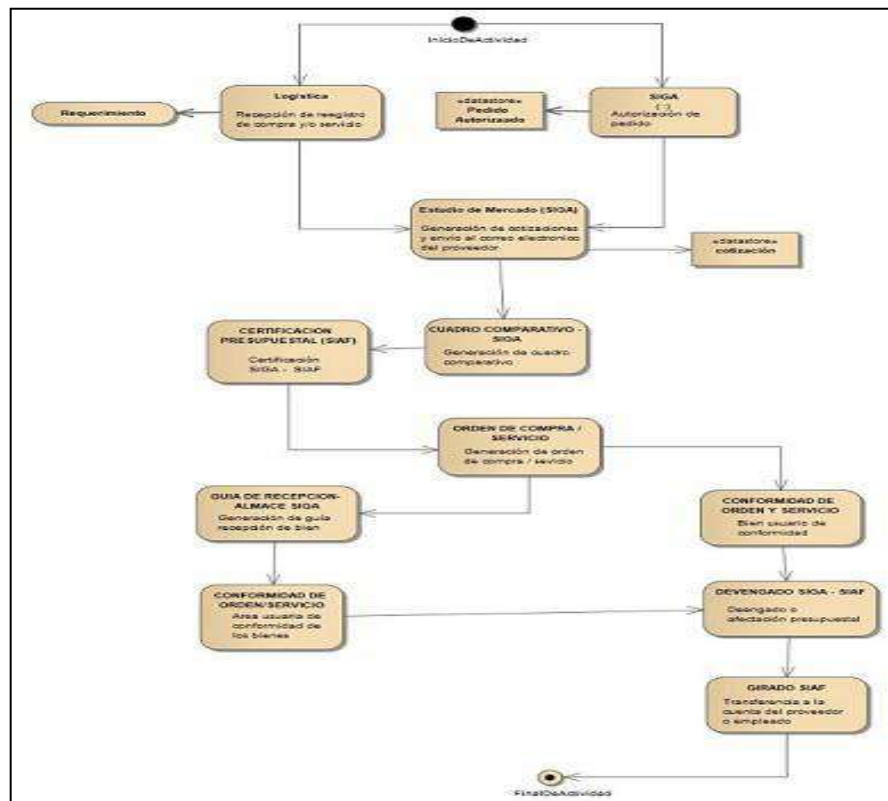 InicioDeActividad
Logística
Recepción de reegistro
de compra y/o servicio
Requerimiento
«datastore»
Pedido
Autorizado
SIGA
Autorización de
pedido
Estudio de Mercado (SIGA)
Generación de cotizaciones
y envio al correo electronico
del proveedor
«datastore»
cotización
CUADRO COMPARATIVO -
SIGA
Generación de cuadro
comparativo
CERTIFICACION
PRESUPUESTAL (SIAF)
Certificación
SIGA - SIAF
ORDEN DE COMPRA /
SERVICIO
Generación de orden
de compra / sevicio
GUIA DE RECEPCION-
ALMACE SIGA
Generación de guía
recepción de bien
CONFORMIDAD DE
ORDEN Y SERVICIO
Bien usuario de
conformidad
CONFORMIDAD DE
ORDEN/SERVICIO
Area usuaria de
conformidad de
los bienes
DEVENGADO SIGA - SIAF
Desengado o
afectación presupuestal
GIRADO SIAF
Transferencia a la
cuenta del proveedor
o empleado
FinalDeActividad